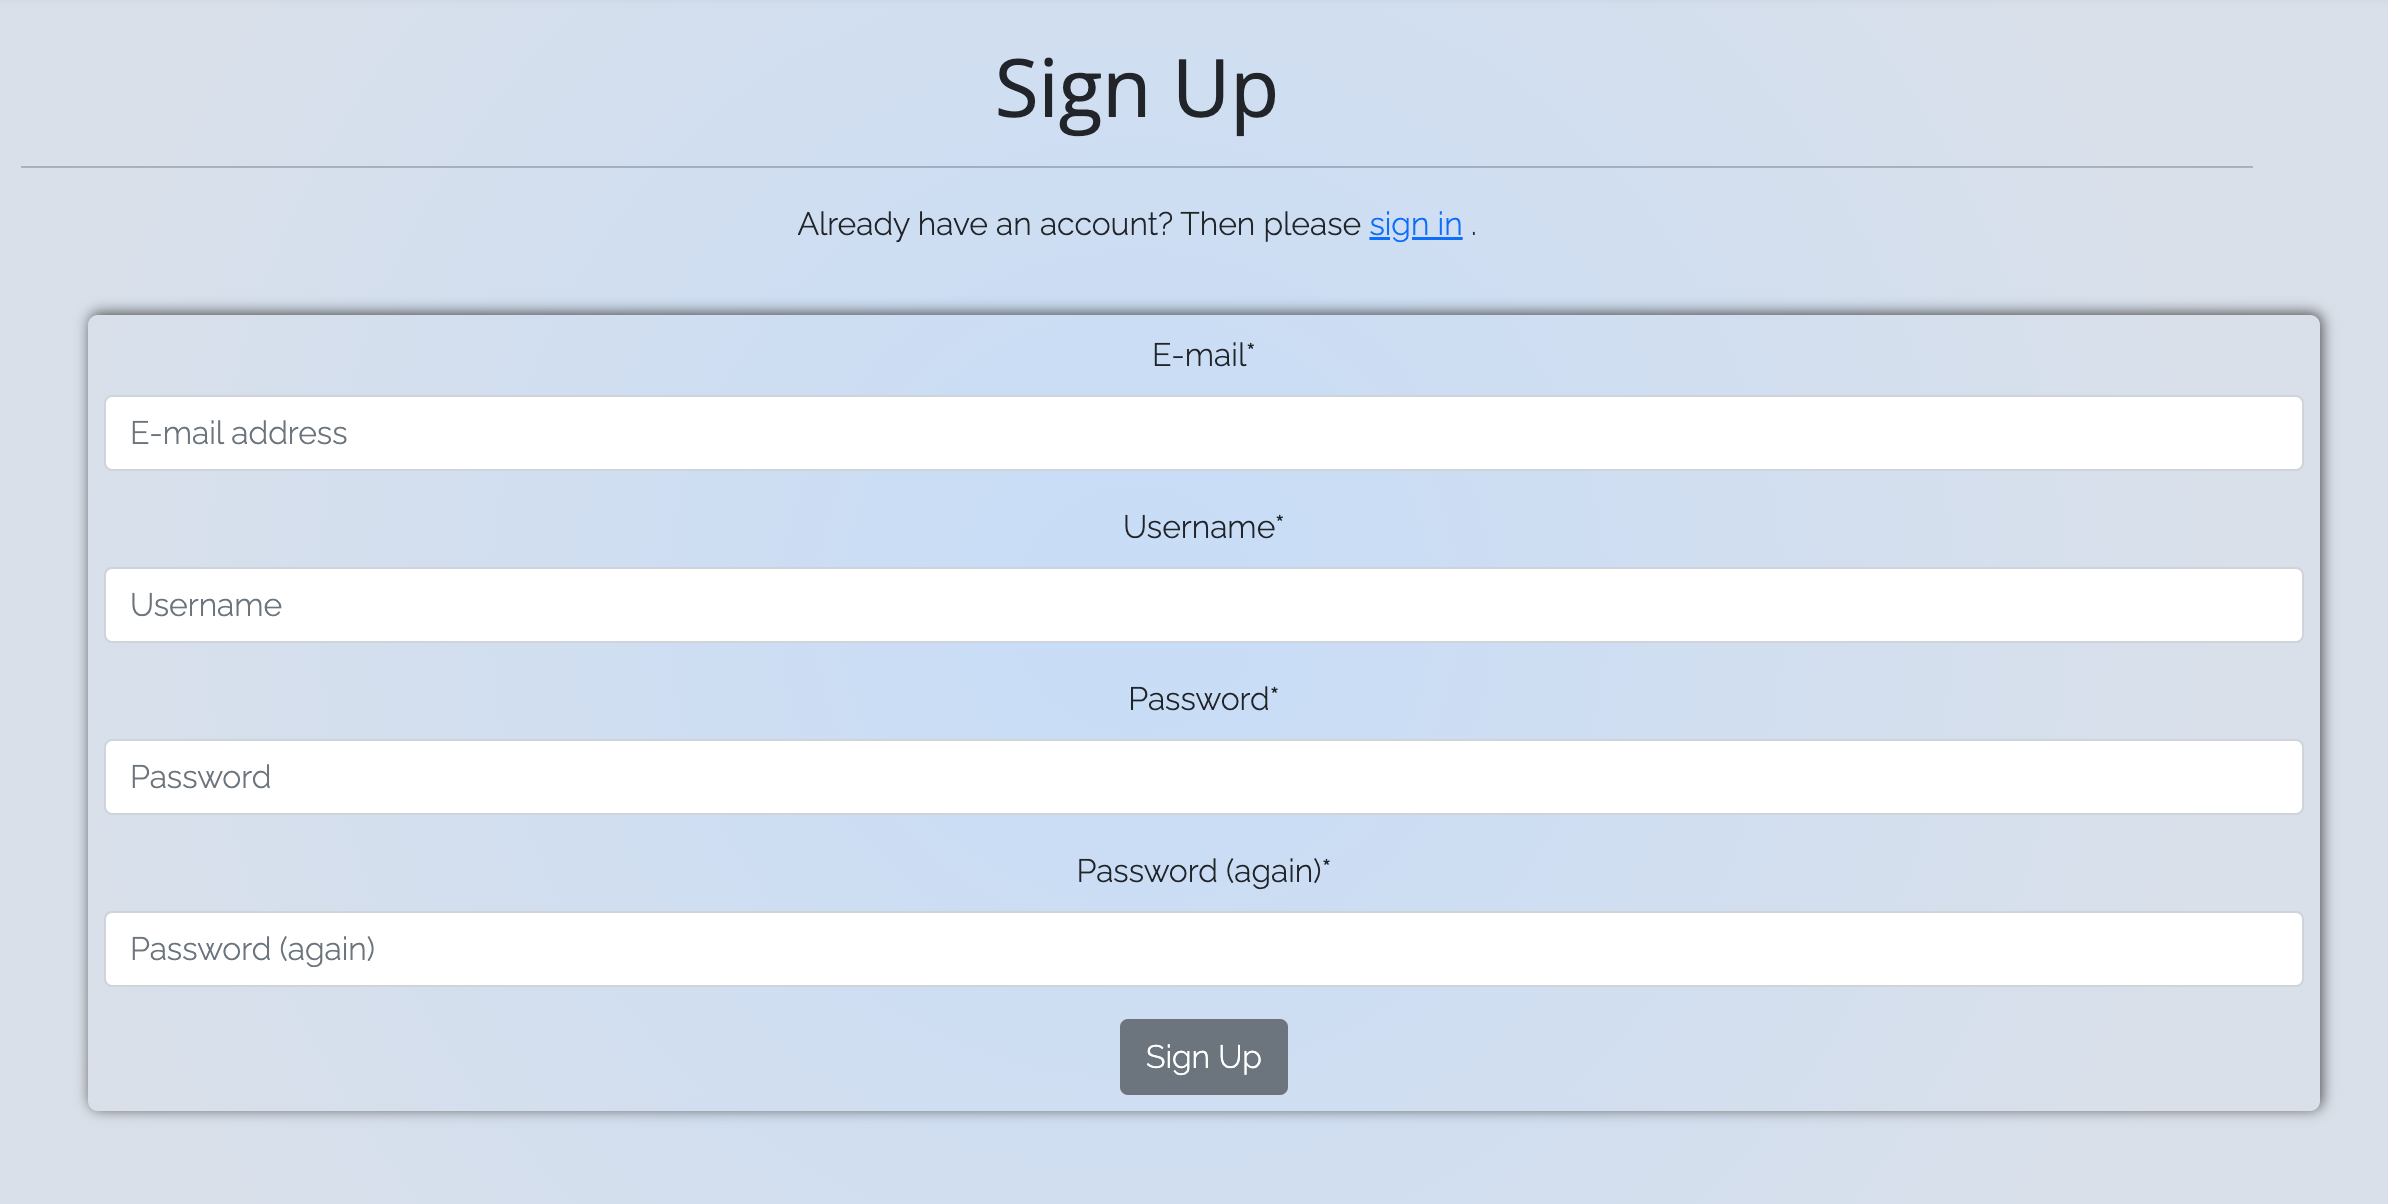 Sign Up
Already have an account? Then please sign in .
E-mail*
E-mail address
Username*
Username
Password*
Password
Password (again)*
Password (again)
Sign Up